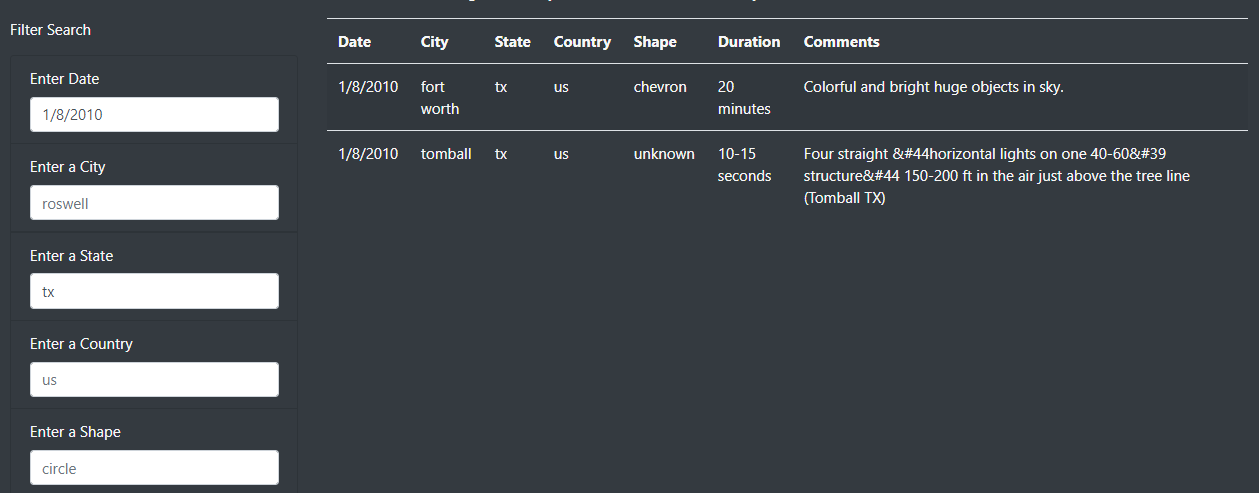 Filter Search
Enter Date
1/8/2010
Enter a City
roswell
Enter a State
tx
Enter a Country
us
Enter a Shape
circle
Date City State Country Shape Duration Comments
1/8/2010 fort tx us chevron 20 Colorful and bright huge objects in sky.
worth minutes
1/8/2010 tomball tx us unknown 10-15 Four straight &#44horizontal lights on one 40-60&#39
seconds structure&#44 150-200 ft in the air just above the tree line
(Tomball TX)